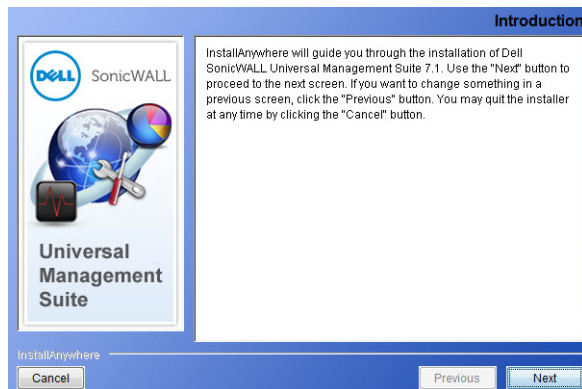 Introduction
DELL SonicWALL
Universal
Management
Suite
InstallAnywhere will guide you through the installation of Dell
SonicWALL Universal Management Suite 7.1. Use the "Next" button to
proceed to the next screen. If you want to change something in a
previous screen, click the "Previous" button. You may quit the installer
at any time by clicking the "Cancel" button.
InstallAnywhere
Cancel
Previous
Next